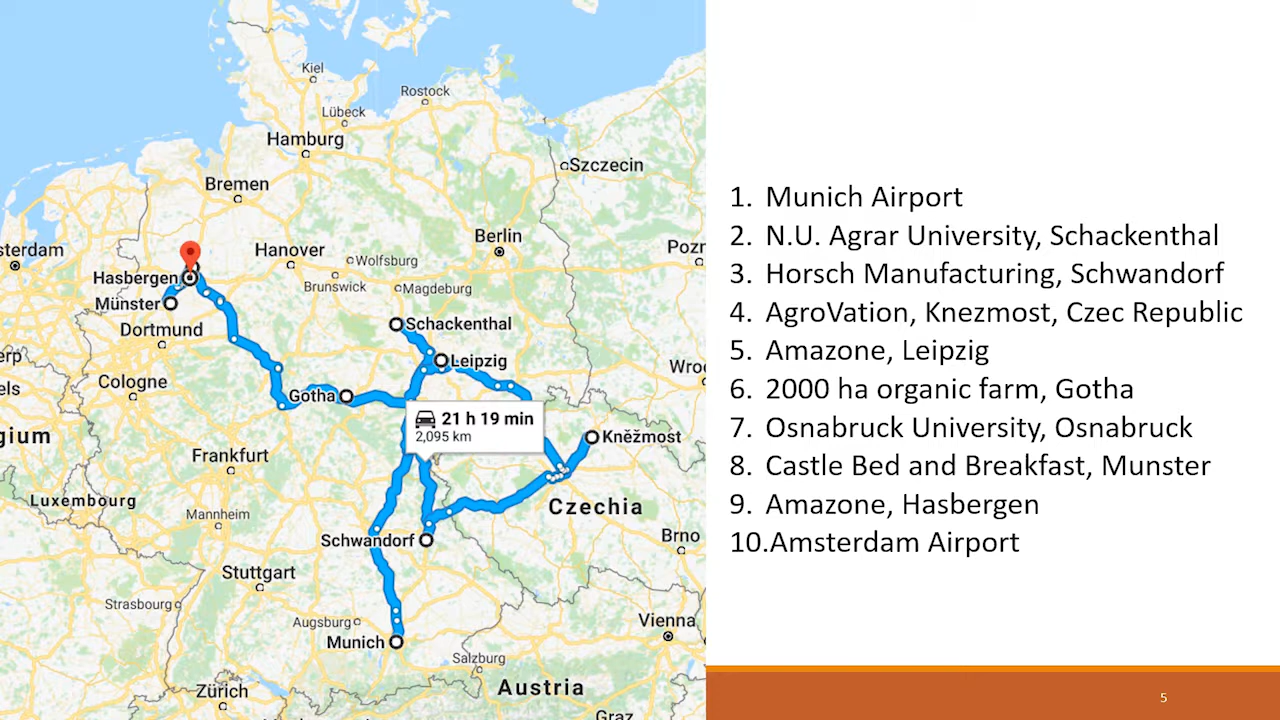 Kiel
Rostock
Lübeck
Hamburg
Szczecin
Bremen
sterdam
Berlin
Pozr
Hanover
Wolfsburg
Hasbergen
Brunswick
Magdeburg
Münster
Schackenthal
Dortmund
erp
Leipzig
Wro
els
Cologne
Gotha
21 h 19 min
2,095 km
gium
Kněžmost
Frankfurt
Luxembourg
Czechia
Mannheim
Brno
Schwandorf
Stuttgart
Strasbourg
Augsburg
Vienna
Munich
Salzburg
Zürich
Austria
Graz
1. Munich Airport
2. N.U. Agrar University, Schackenthal
3. Horsch Manufacturing, Schwandorf
4. AgroVation, Knezmost, Czec Republic
5. Amazone, Leipzig
6. 2000 ha organic farm, Gotha
7. Osnabruck University, Osnabruck
8. Castle Bed and Breakfast, Munster
9. Amazone, Hasbergen
10.Amsterdam Airport
5